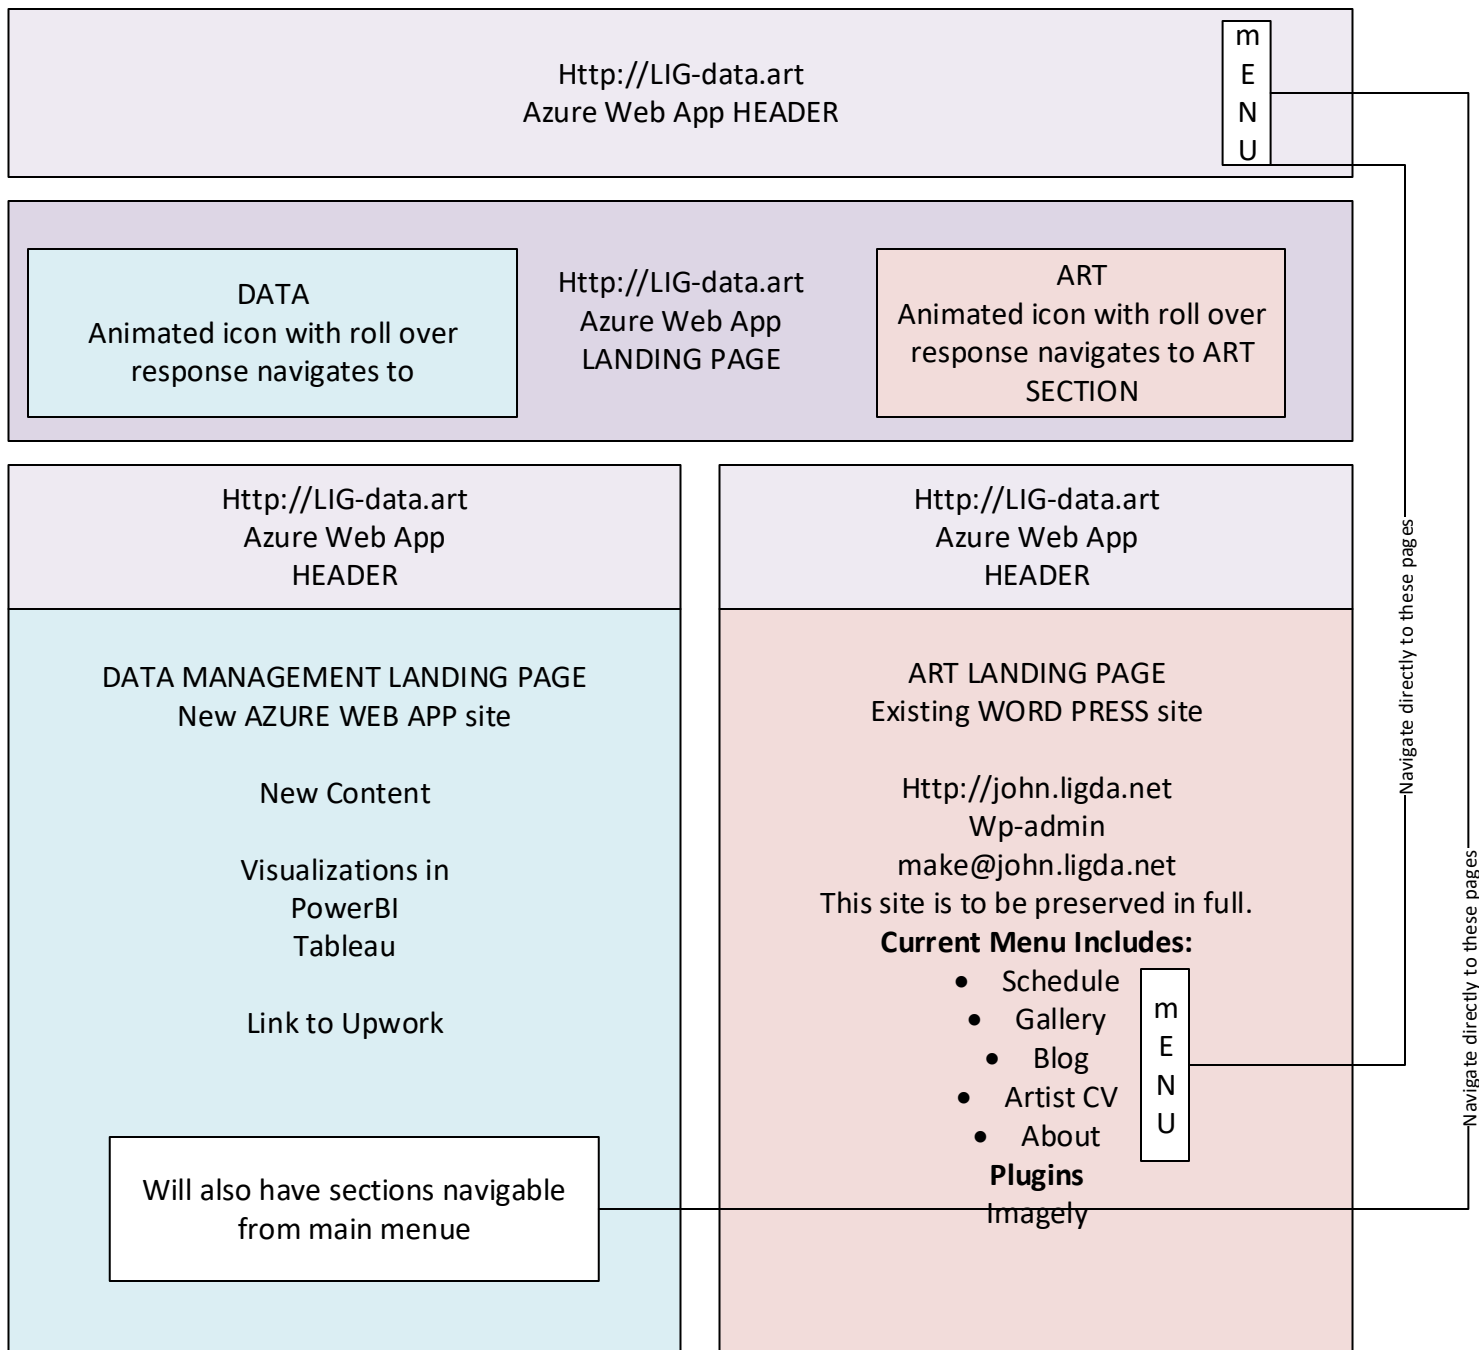 Http://LIG-data.art
Azure Web App HEADER
m
E
N
U
DATA
Animated icon with roll over
response navigates to
Http://LIG-data.art
Azure Web App
LANDING PAGE
ART
Animated icon with roll over
response navigates to ART
SECTION
Http://LIG-data.art
Azure Web App
HEADER
DATA MANAGEMENT LANDING PAGE
New AZURE WEB APP site
New Content
Visualizations in
PowerBI
Tableau
Link to Upwork
Will also have sections navigable
from main menue
Http://LIG-data.art
Azure Web App
HEADER
ART LANDING PAGE
Existing WORD PRESS site
Http://john.ligda.net
Wp-admin
make@john.ligda.net
This site is to be preserved in full.
Current Menu Includes:
• Schedule
• Gallery
• Blog
• Artist CV
• About
Plugins
Imagely
m
E
N
U
Navigate directly to these pages
Navigate directly to these pages